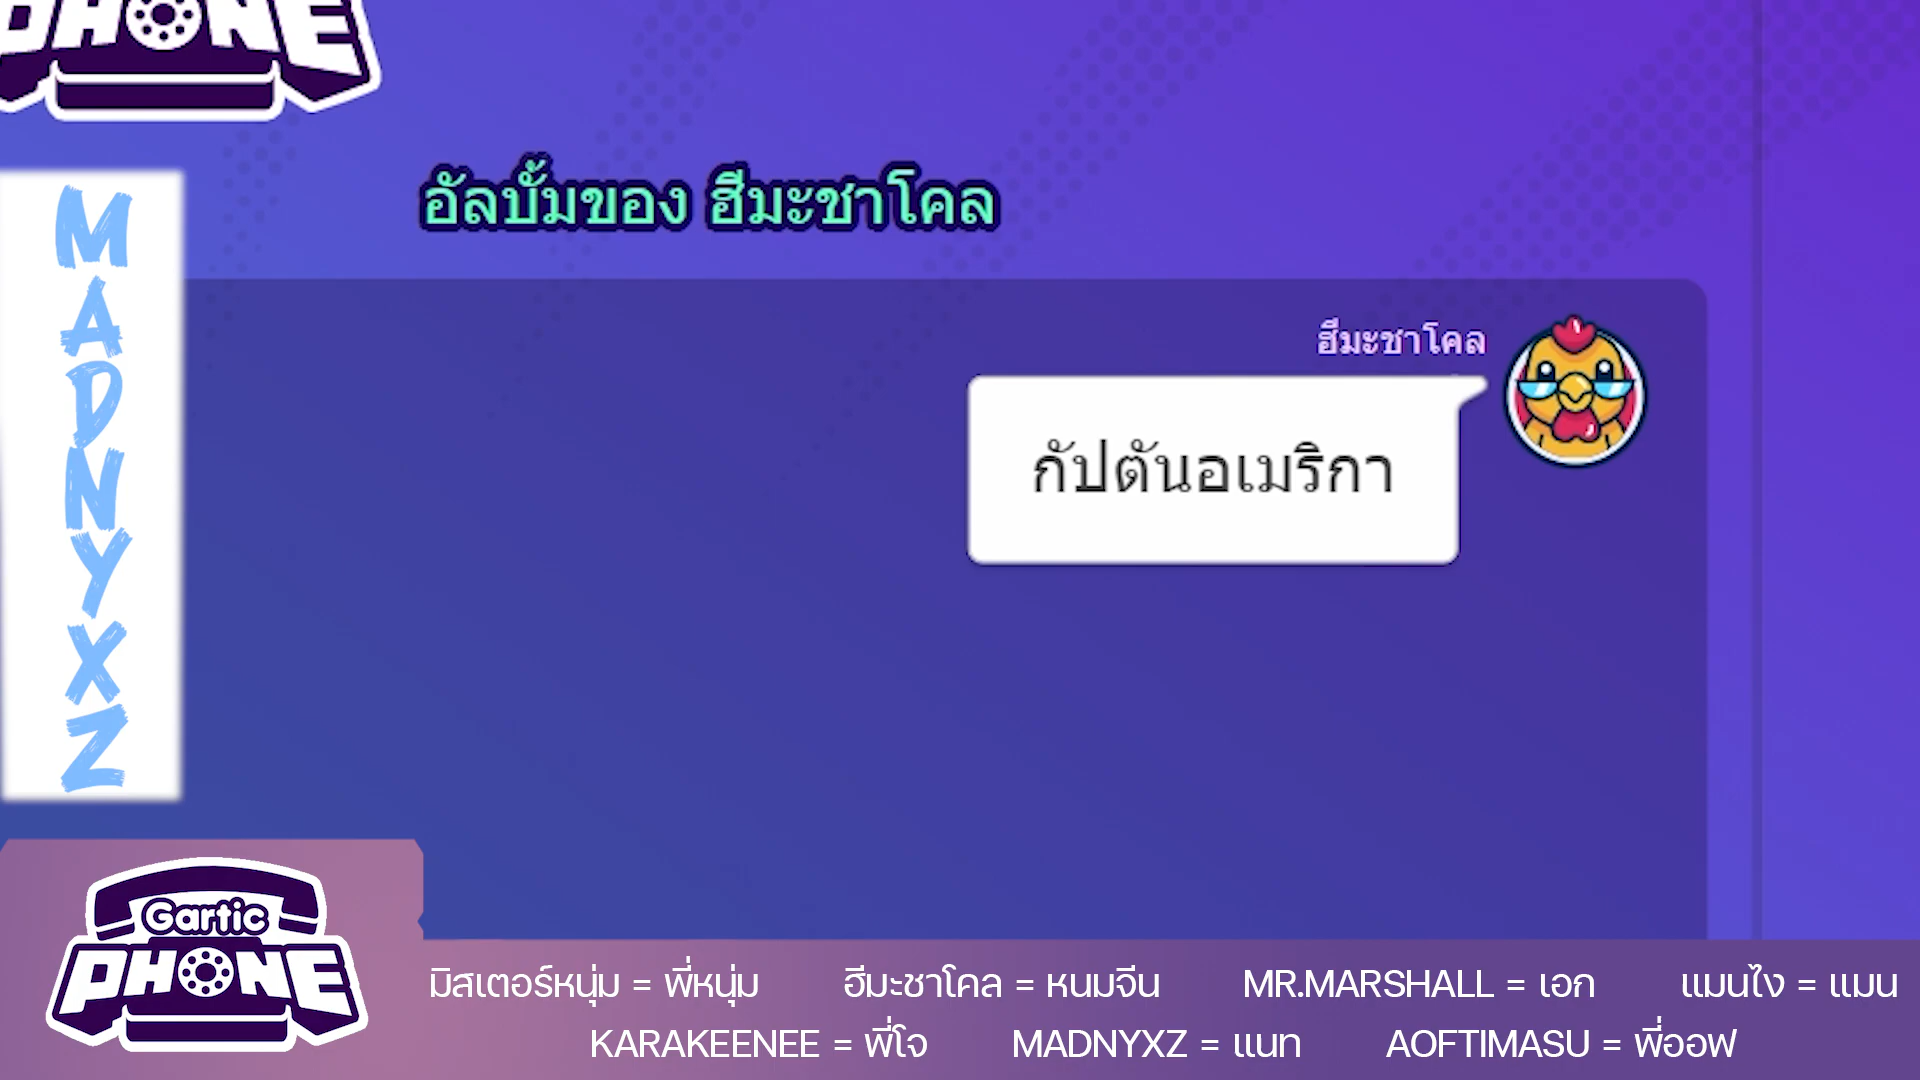 PHONE
อัลบั้มของ ฮีมะชาโคล
MADNYXZ
ฮีมะชาโคล
กัปตันอเมริกา
Gartic
PHONE
มิสเตอร์หนุ่ม = พี่หนุ่ม ฮีมะชาโคล = หนมจีน MR.MARSHALL = เอก แมนไง = แมน
KARAKEENEE = พี่โจ MADNYXZ = แนท AOFTIMASU = พี่ออฟ